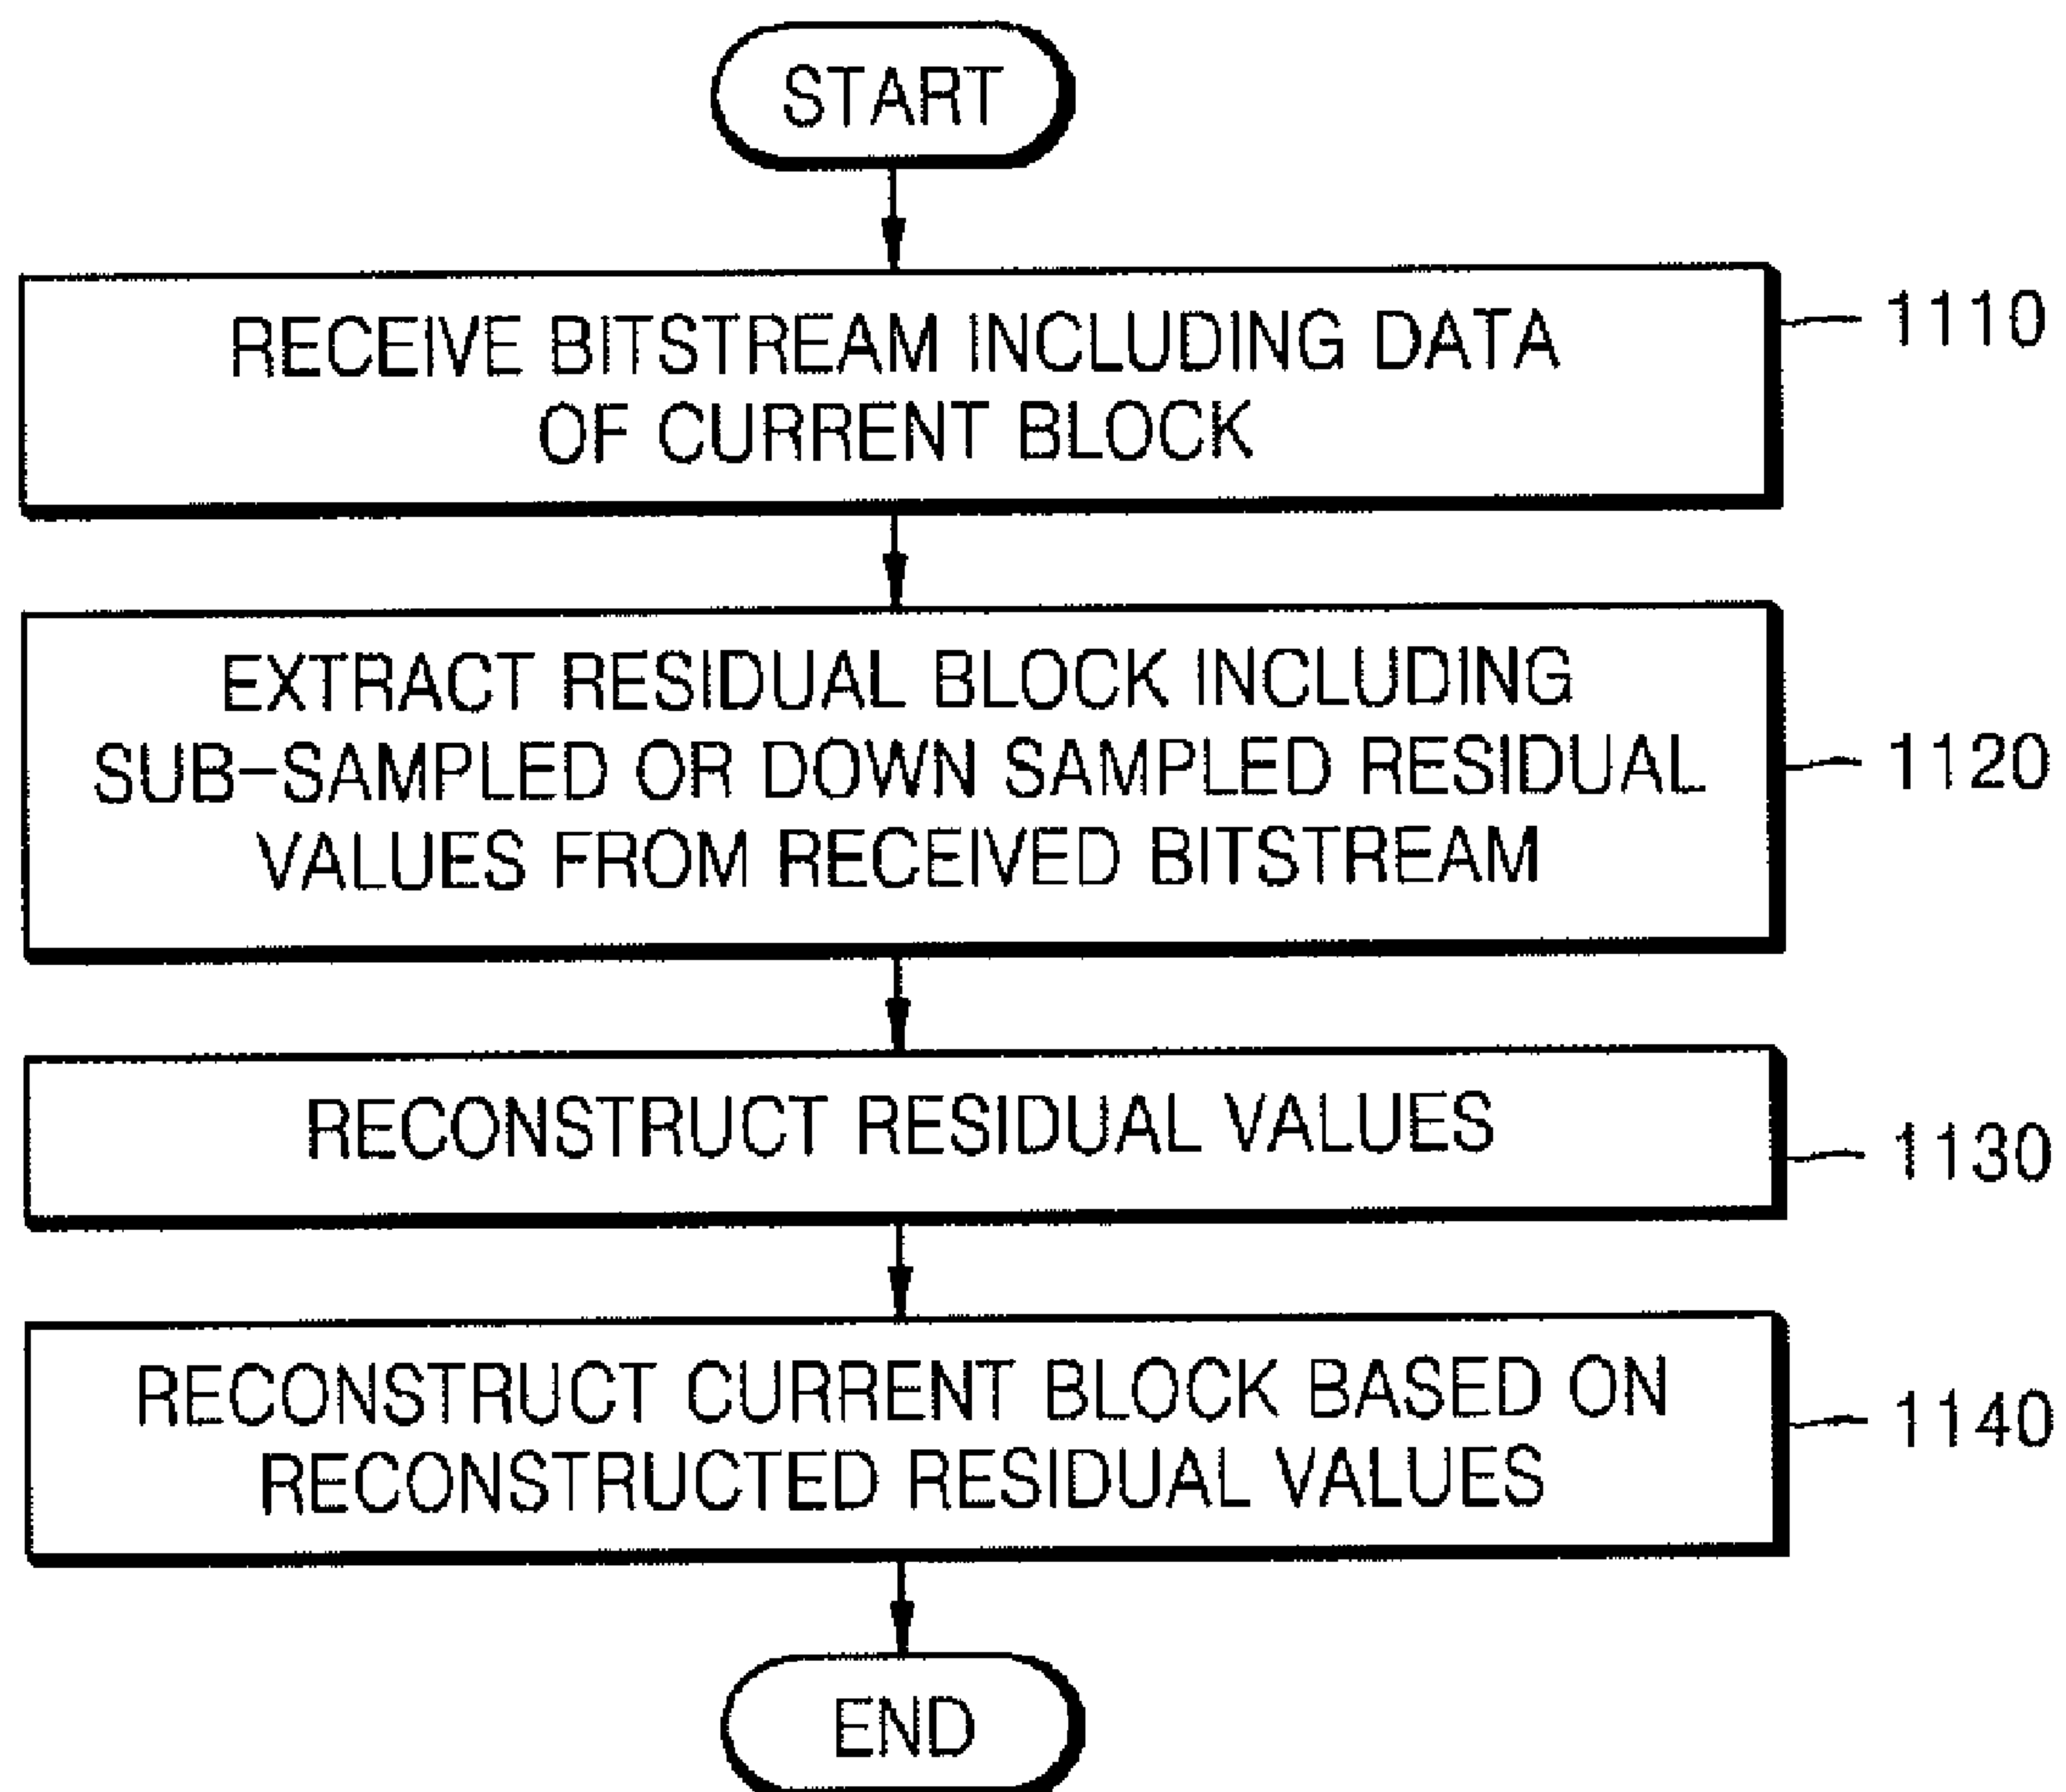 START
RECEIVE BITSTREAM INCLUDING DATA
OF CURRENT BLOCK
1110
EXTRACT RESIDUAL BLOCK INCLUDING
SUB-SAMPLED OR DOWN SAMPLED RESIDUAL
VALUES FROM RECEIVED BITSTREAM
1120
RECONSTRUCT RESIDUAL VALUES
1130
RECONSTRUCT CURRENT BLOCK BASED ON
RECONSTRUCTED RESIDUAL VALUES
1140
END